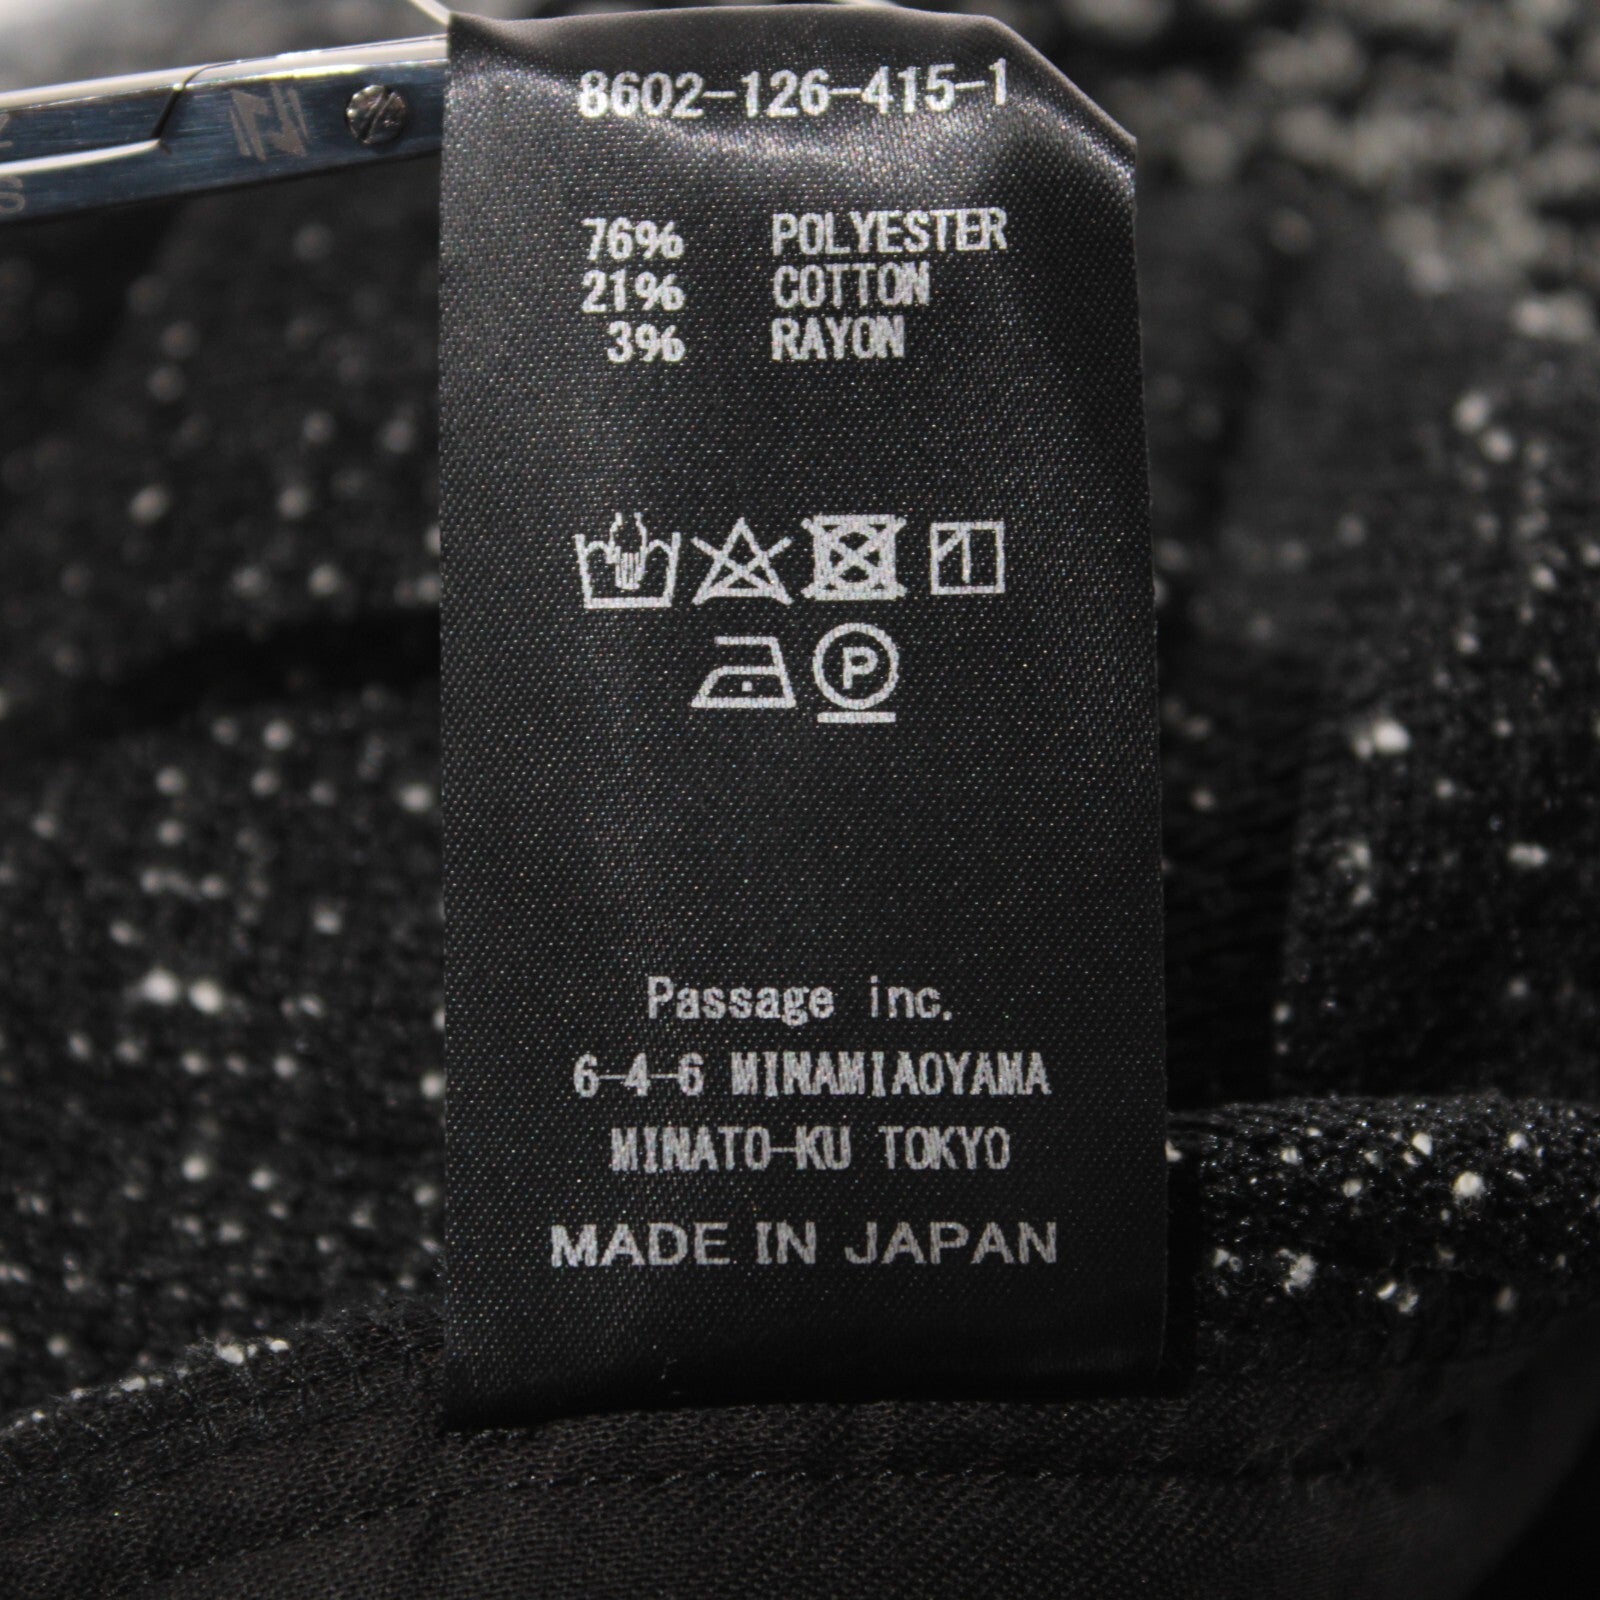 8602-126-415-1
76% POLYESTER
21% COTTON
3% RAYON
P
Passage inc.
6-4-6 MINAMIAOYAMA
MINATO-KU TOKYO
MADE IN JAPAN